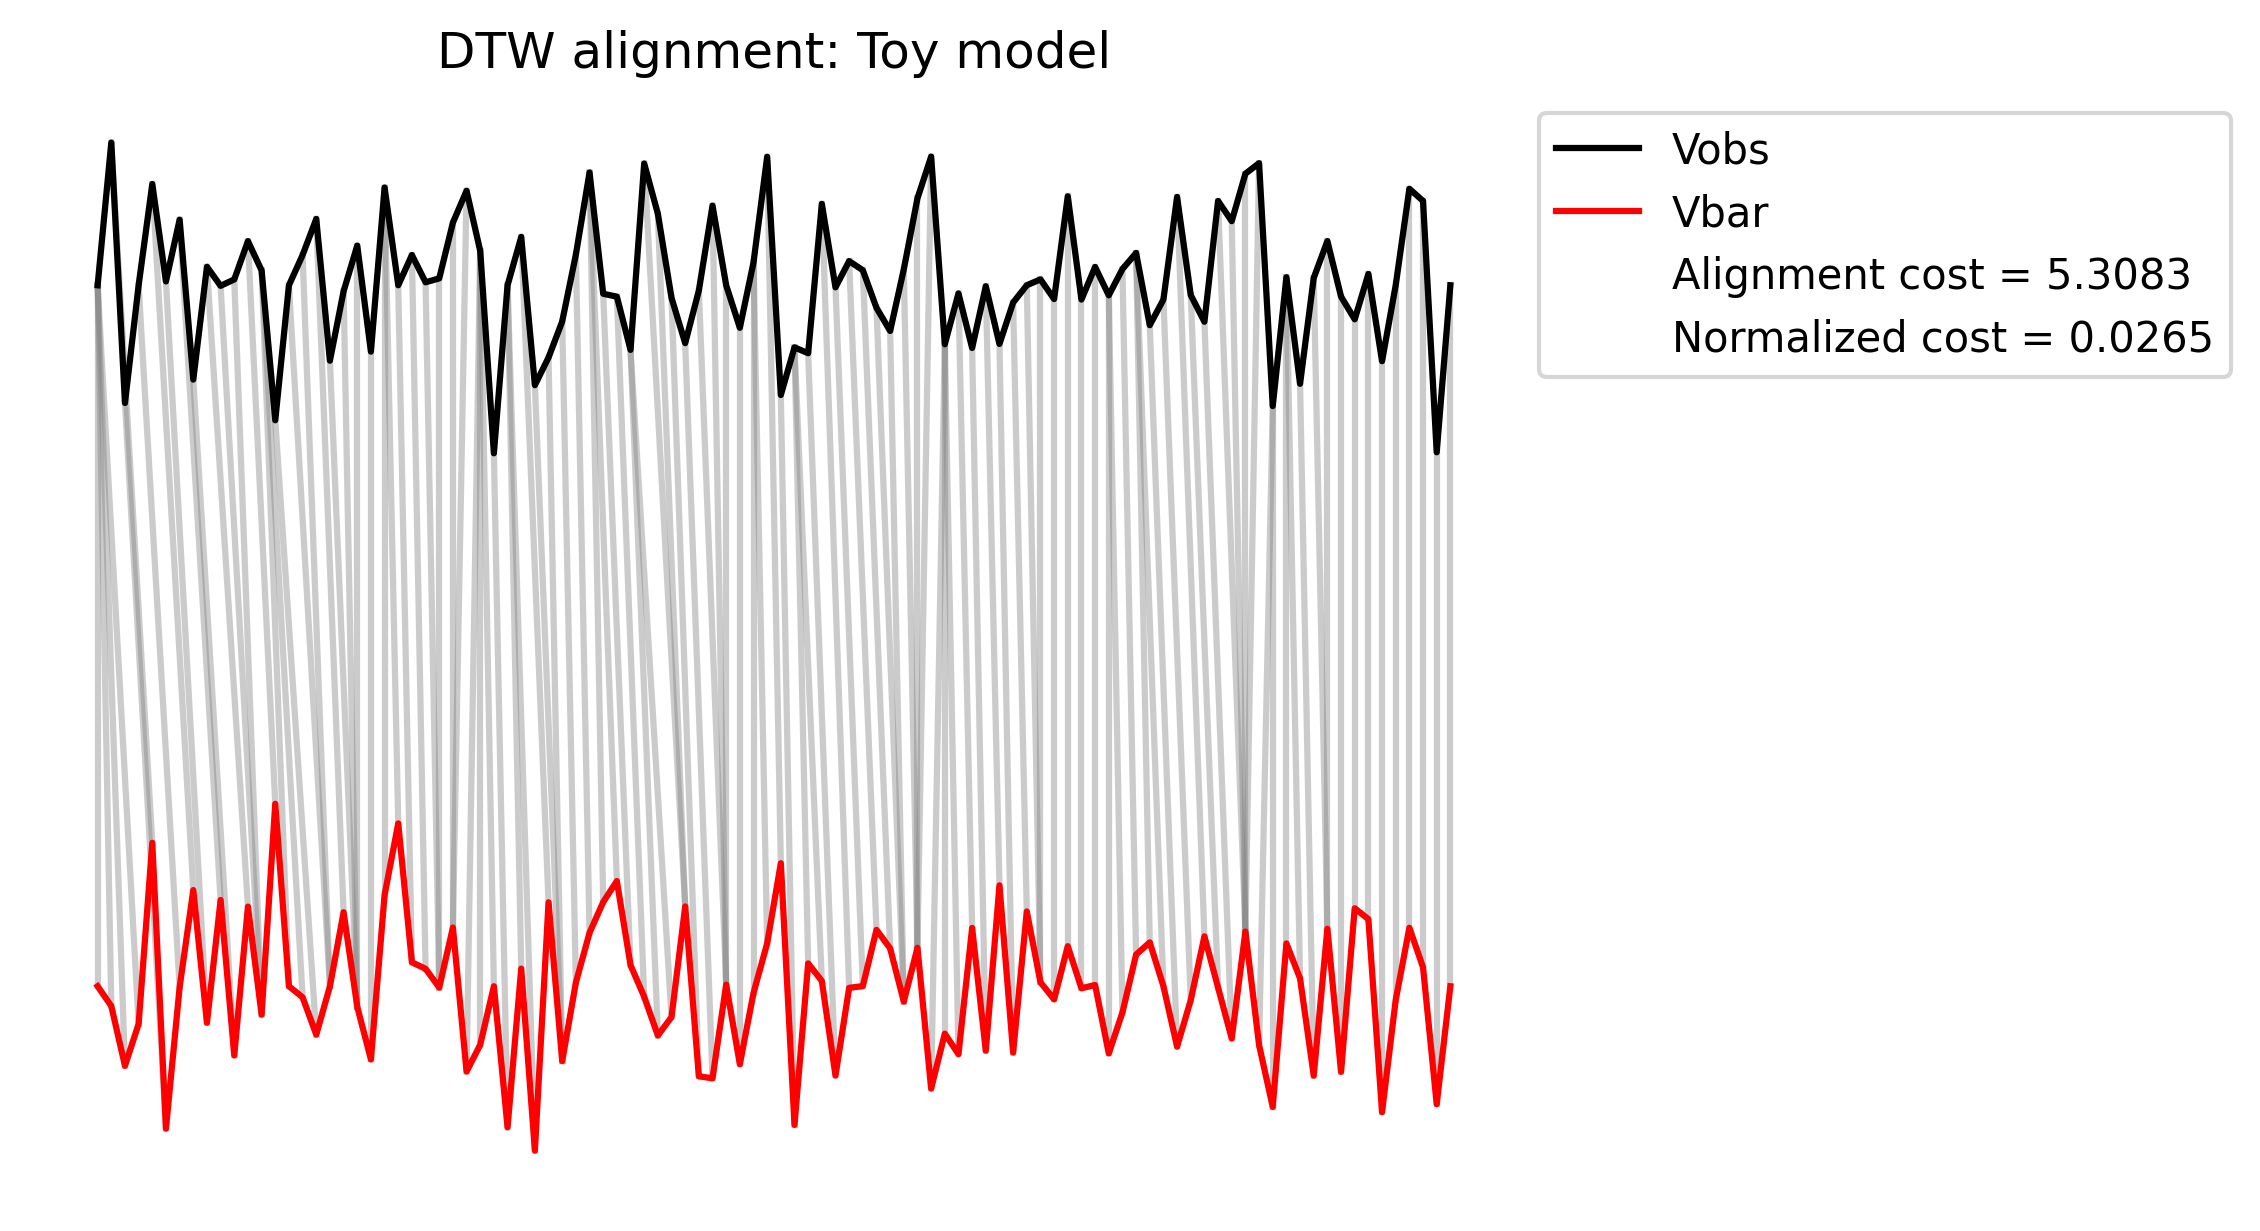 DTW alignment: Toy model
Vobs
Vbar
Alignment cost = 5.3083
Normalized cost = 0.0265